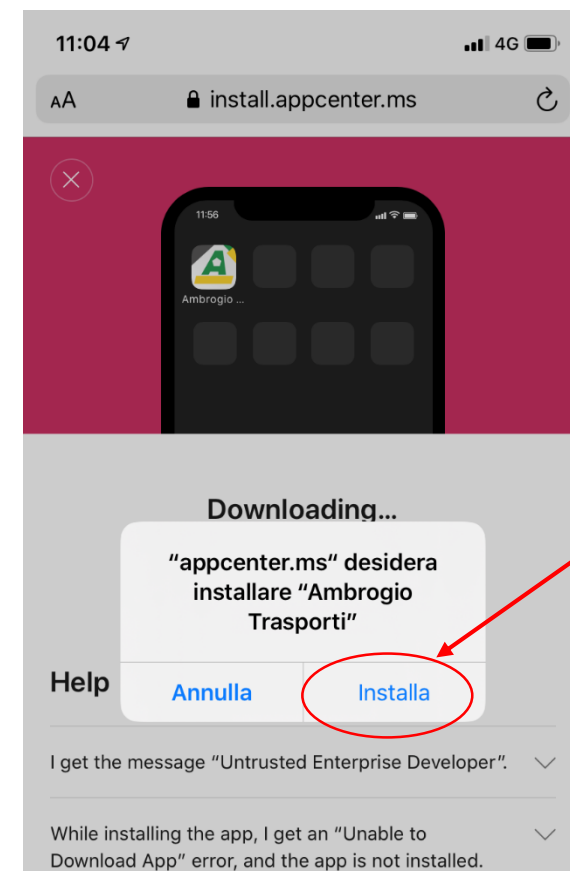 11:04 4G
AA install.appcenter.ms
11:56
Ambrogio ...
Downloading...
“appcenter.ms“ desidera
installare “Ambrogio
Trasporti”
Help
Annulla Installa
I get the message “Untrusted Enterprise Developer”.
While installing the app, I get an “Unable to
Download App” error, and the app is not installed.